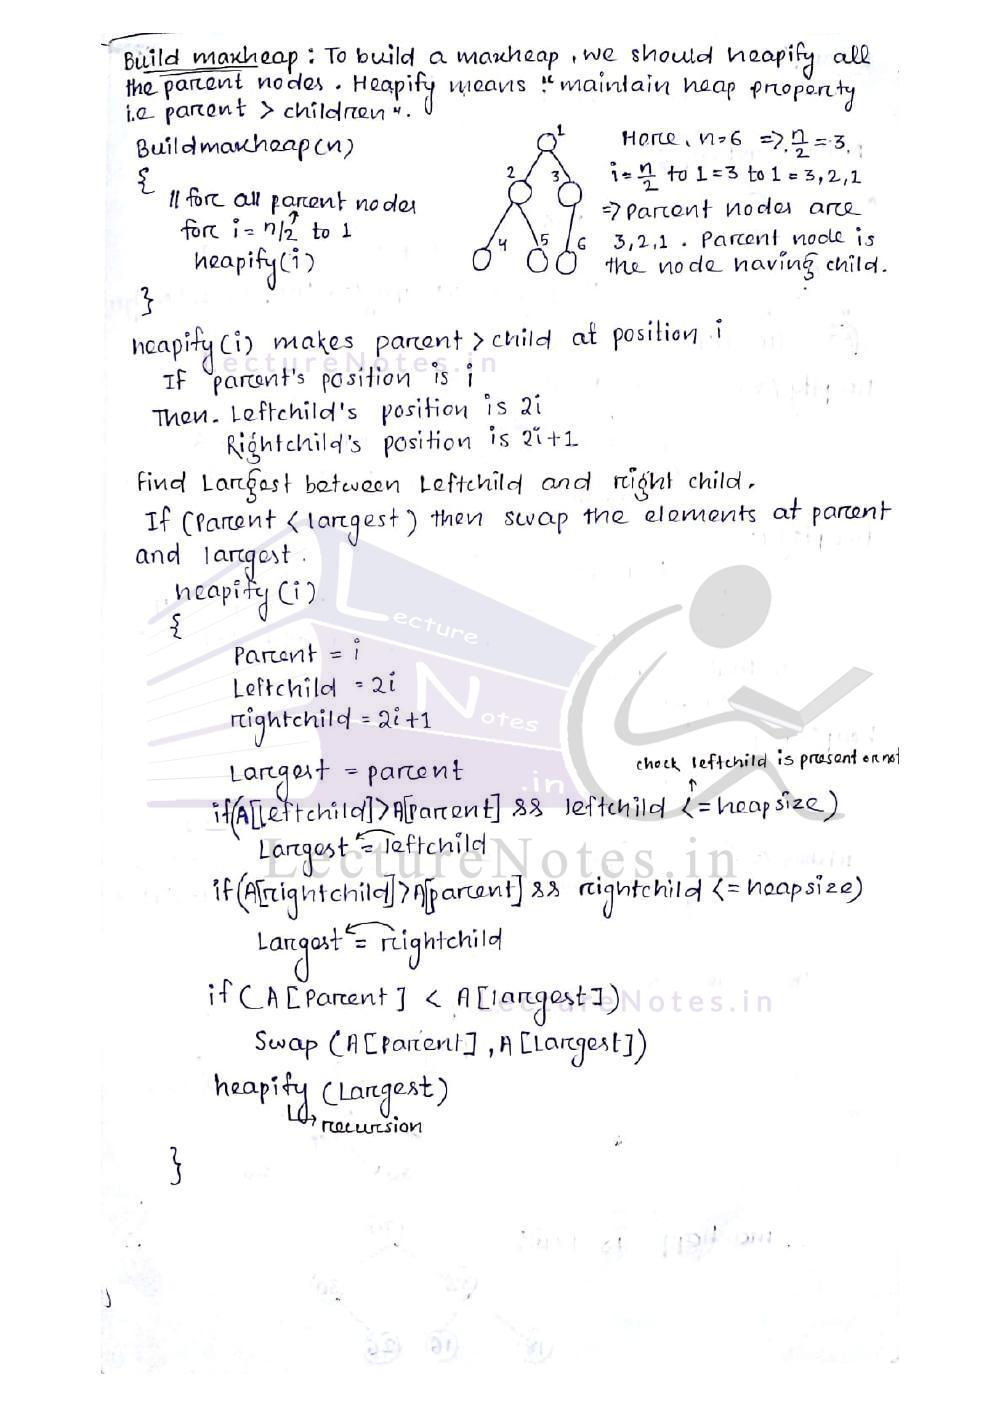 Build maxheap : To build a maxheap, we should heapify all
the parent nodes. Heapify means "maintain heap property
i.e parent > children".
Buildmaxheap(n)
{
// for all parent nodes
for i = n/2 to 1
heapify(i)
}
1
2 3
4 5 6
Here, n=6 => n/2 = 3,
i = n/2 to 1 = 3 to 1 = 3, 2, 1
=> parent nodes are
3, 2, 1. Parent node is
the node having child.
heapify(i) makes parent > child at position i
LectureNotes.in
If parent's position is i
Then. Leftchild's position is 2i
Rightchild's position is 2i+1
Find Largest between Leftchild and right child.
If (Parent < largest) then swap the elements at parent
and largest.
heapify(i)
{
Lecture
Parent = i
Leftchild = 2i
rightchild = 2i+1
Notes
.in
Largest = parent
check leftchild is present or not
if(A[leftchild]>A[Parent] && leftchild <= heapsize)
Largest = leftchild
LectureNotes.in
if(A[rightchild]>A[parent] && rightchild <= heapsize)
Largest = rightchild
if (A[Parent] < A[largest])
LectureNotes.in
Swap (A[Parent], A[Largest])
heapify (Largest)
recursion
}